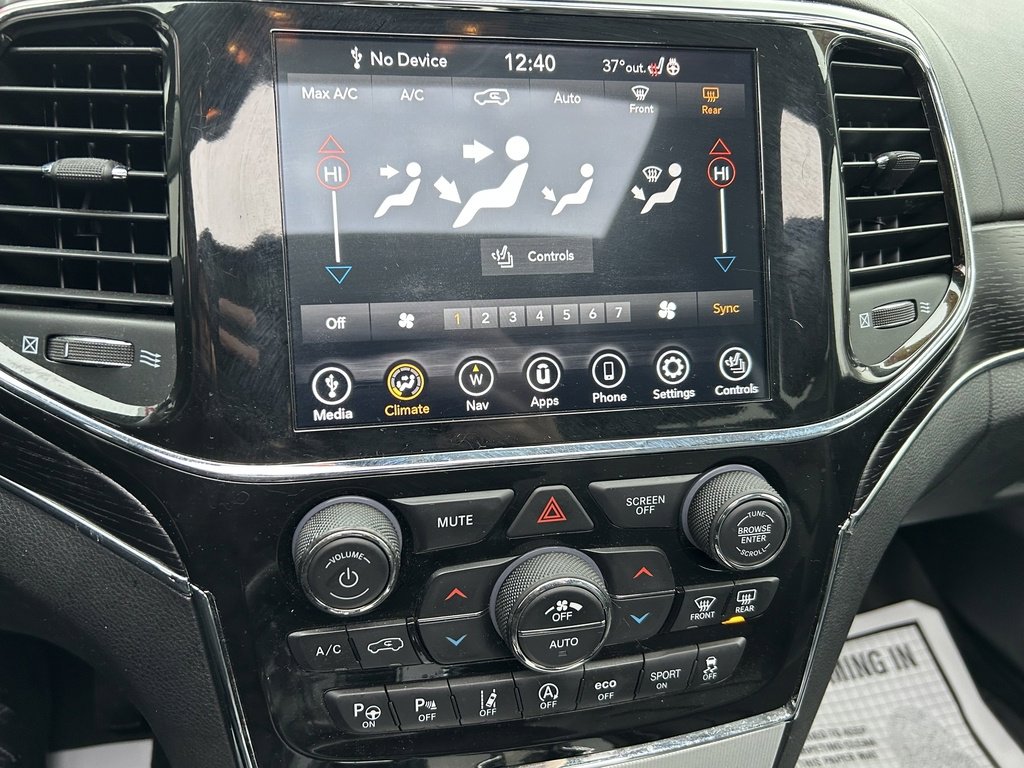 No Device 12:40 37°out.
Max A/C A/C Auto Front Rear
HI HI
Controls
Off 1 2 3 4 5 6 7 Sync
Media Climate W Nav Apps Phone Settings Controls
MUTE SCREEN OFF
VOLUME TUNE BROWSE ENTER SCROLL
OFF AUTO FRONT REAR
A/C
P ON P OFF OFF A OFF eco OFF SPORT ON OFF
MING IN